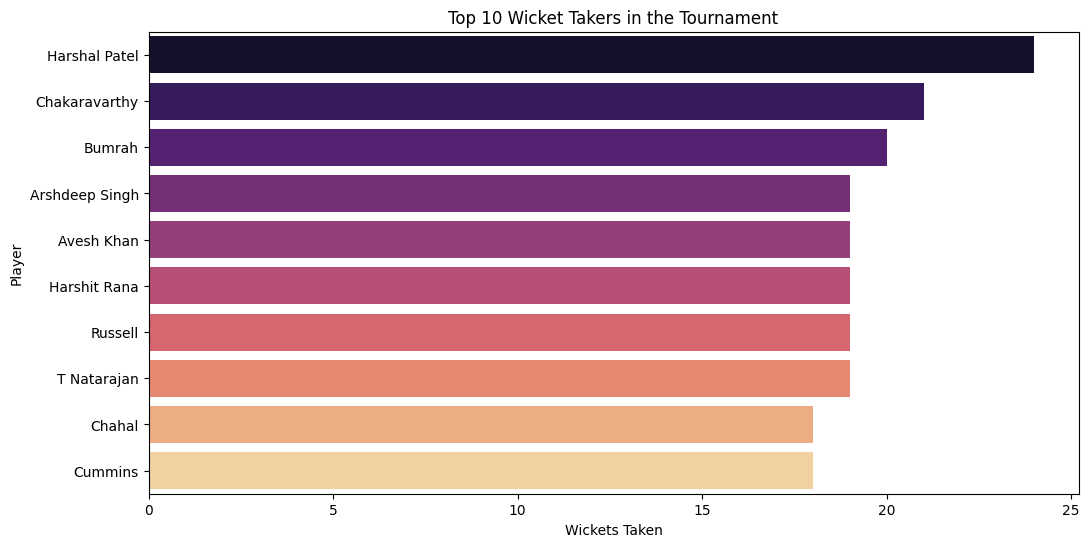 Top 10 Wicket Takers in the Tournament
Player
Harshal Patel
Chakaravarthy
Bumrah
Arshdeep Singh
Avesh Khan
Harshit Rana
Russell
T Natarajan
Chahal
Cummins
0 5 10 15 20 25
Wickets Taken